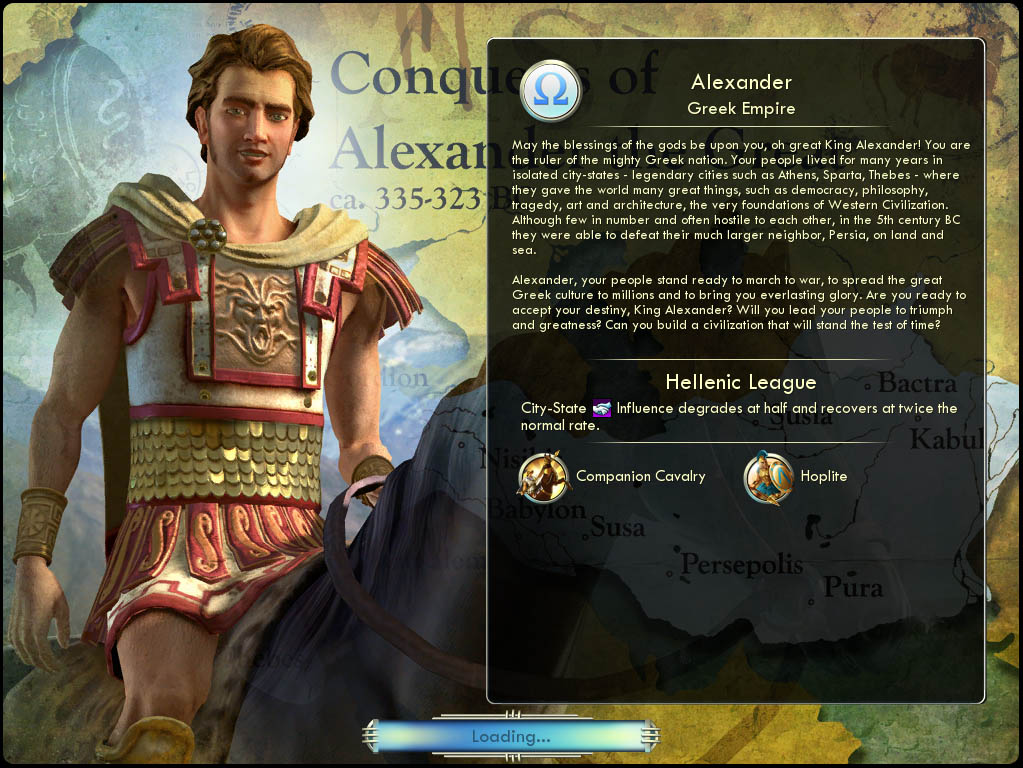 Conque s of
Alexan
ca. 335-323 B
Ω
Alexander
Greek Empire
May the blessings of the gods be upon you, oh great King Alexander! You are
the ruler of the mighty Greek nation. Your people lived for many years in
isolated city-states - legendary cities such as Athens, Sparta, Thebes - where
they gave the world many great things, such as democracy, philosophy,
tragedy, art and architecture, the very foundations of Western Civilization.
Although few in number and often hostile to each other, in the 5th century BC
they were able to defeat their much larger neighbor, Persia, on land and
sea.
Alexander, your people stand ready to march to war, to spread the great
Greek culture to millions and to bring you everlasting glory. Are you ready to
accept your destiny, King Alexander? Will you lead your people to triumph
and greatness? Can you build a civilization that will stand the test of time?
Hellenic League
City-State Influence degrades at half and recovers at twice the
normal rate.
Companion Cavalry Hoplite
Bactra
Susia
Kabul
Babylon
Susa
Persepolis
Pura
Loading...